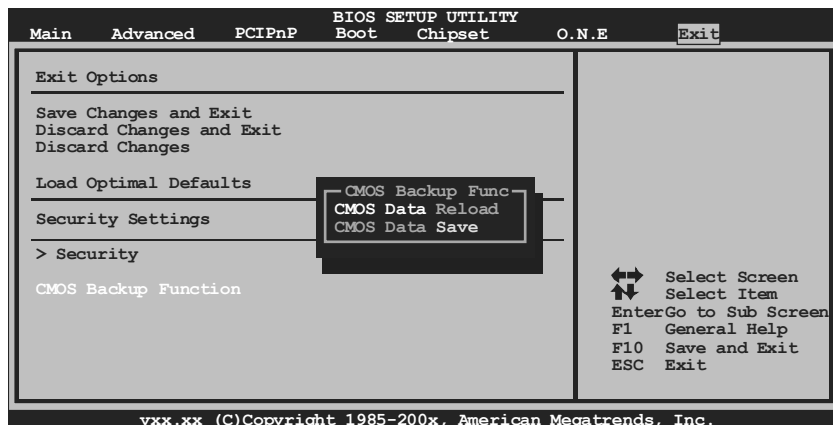 BIOS SETUP UTILITY
Main Advanced PCIPnP Boot Chipset O.N.E Exit
Exit Options
Save Changes and Exit
Discard Changes and Exit
Discard Changes
Load Optimal Defaults
Security Settings
> Security
CMOS Backup Function
CMOS Backup Func
CMOS Data Reload
CMOS Data Save
Select Screen
Select Item
EnterGo to Sub Screen
F1 General Help
F10 Save and Exit
ESC Exit
vxx.xx (C)Copyright 1985-200x, American Megatrends, Inc.